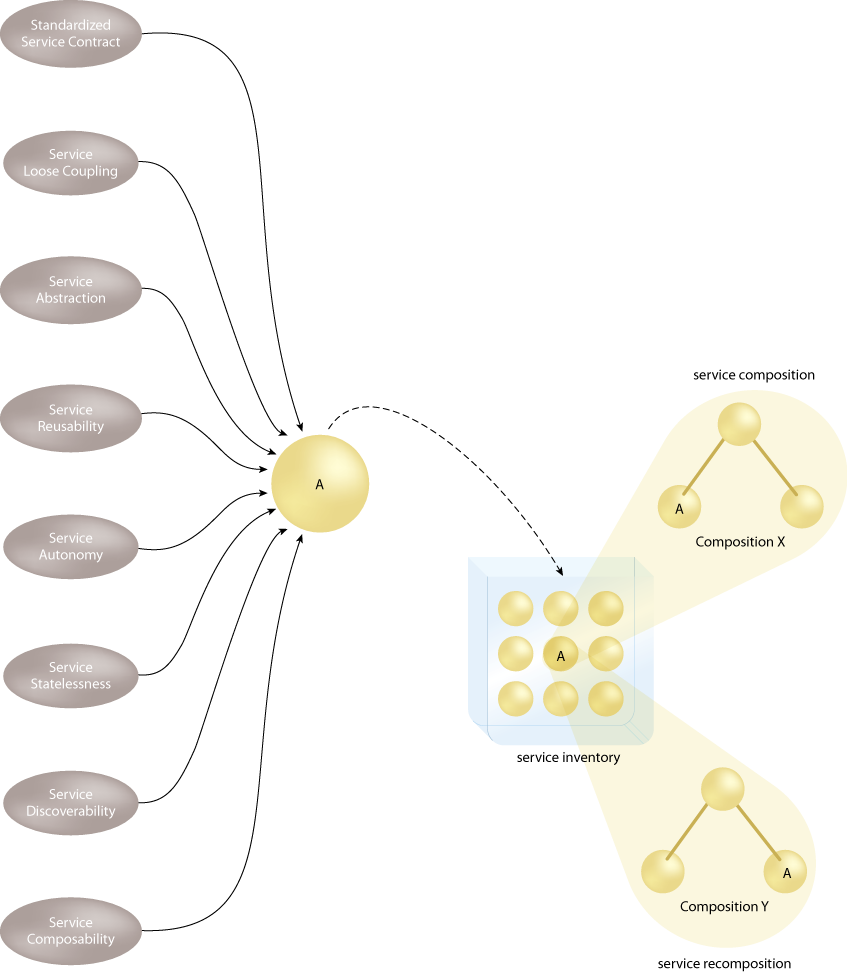 Standardized
Service Contract
Service
Loose Coupling
Service
Abstraction
Service
Reusability
Service
Autonomy
Service
Statelessness
Service
Discoverability
Service
Composability
A
service composition
A
Composition X
A
service inventory
A
Composition Y
service recomposition